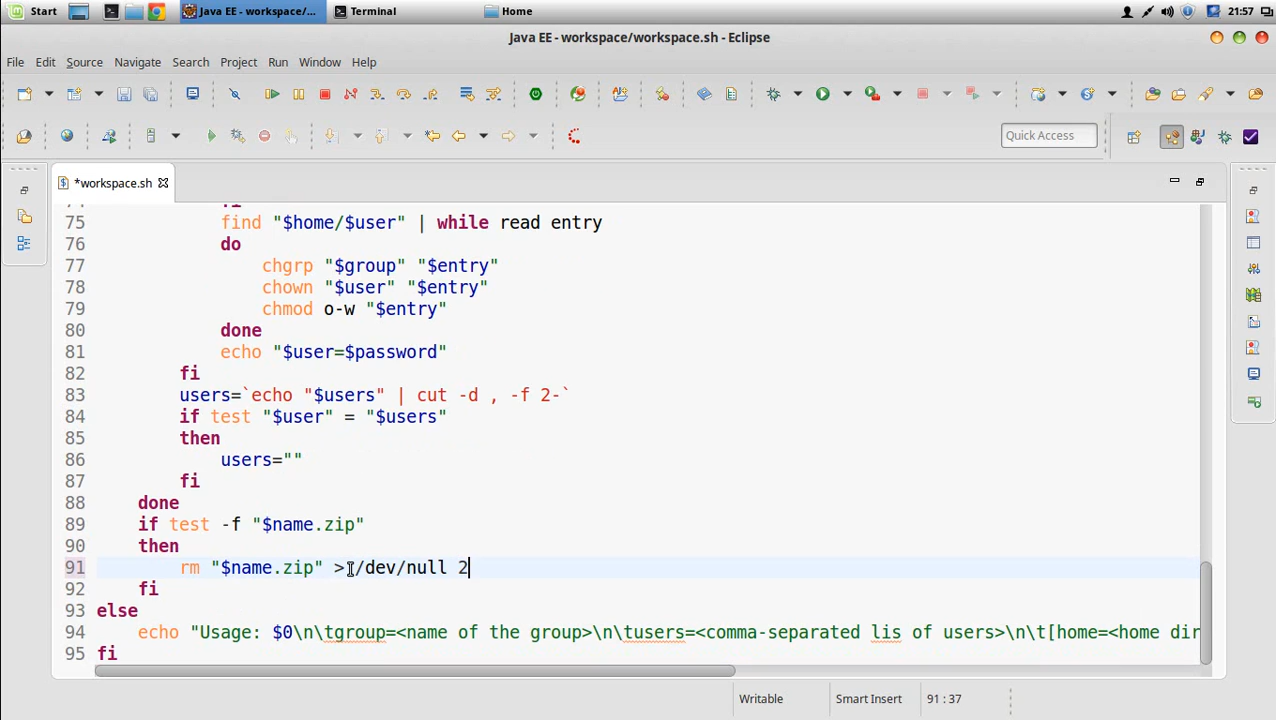 Start
Java EE - workspace/...
Terminal
Home
21:57
Java EE - workspace/workspace.sh - Eclipse
File Edit Source Navigate Search Project Run Window Help
Quick Access
*workspace.sh
75 find "$home/$user" | while read entry
76 do
77 chgrp "$group" "$entry"
78 chown "$user" "$entry"
79 chmod o-w "$entry"
80 done
81 echo "$user=$password"
82 fi
83 users=`echo "$users" | cut -d , -f 2-`
84 if test "$user" = "$users"
85 then
86 users=""
87 fi
88 done
89 if test -f "$name.zip"
90 then
91 rm "$name.zip" >/dev/null 2
92 fi
93 else
94 echo "Usage: $0\n\tgroup=<name of the group>\n\tusers=<comma-separated lis of users>\n\t[home=<home dir
95 fi
Writable
Smart Insert
91 : 37